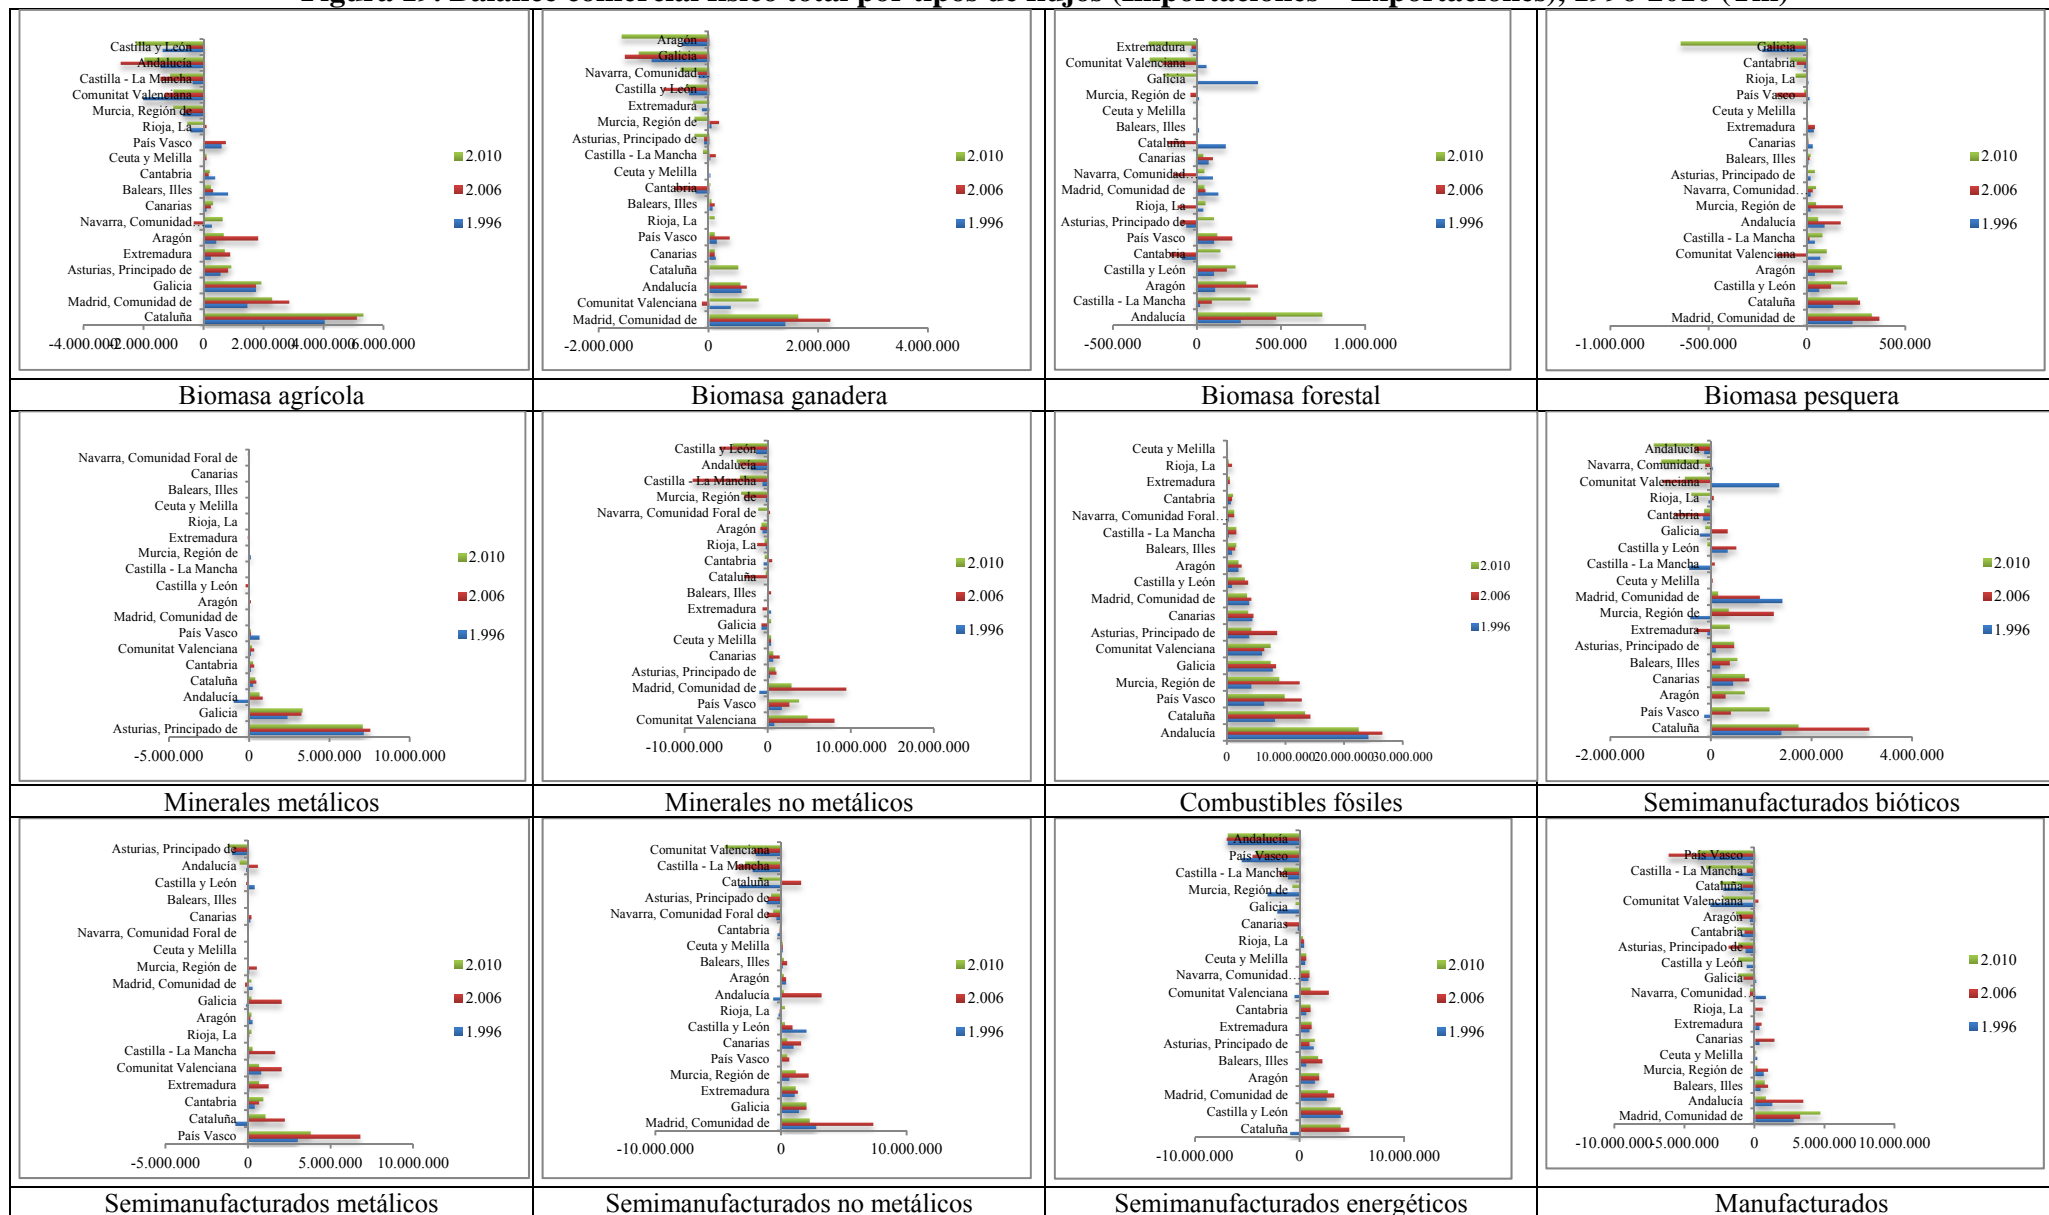 Figura 19. Balance comercial físico total por tipos de flujos (Importaciones – Exportaciones), 1996-2010 (Tm)
Castilla y León
Andalucía
Castilla - La Mancha
Comunitat Valenciana
Murcia, Región de
Rioja, La
País Vasco
Ceuta y Melilla
Cantabria
Balears, Illes
Canarias
Navarra, Comunidad…
Aragón
Extremadura
Asturias, Principado de
Galicia
Madrid, Comunidad de
Cataluña
-4.000.000 -2.000.000 0 2.000.000 4.000.000 6.000.000
2.010
2.006
1.996
Biomasa agrícola
Aragón
Galicia
Navarra, Comunidad…
Castilla y León
Extremadura
Murcia, Región de
Asturias, Principado de
Castilla - La Mancha
Ceuta y Melilla
Cantabria
Balears, Illes
Rioja, La
País Vasco
Canarias
Cataluña
Andalucía
Comunitat Valenciana
Madrid, Comunidad de
-2.000.000 0 2.000.000 4.000.000
2.010
2.006
1.996
Biomasa ganadera
Extremadura
Comunitat Valenciana
Galicia
Murcia, Región de
Ceuta y Melilla
Balears, Illes
Cataluña
Canarias
Navarra, Comunidad…
Madrid, Comunidad de
Rioja, La
Asturias, Principado de
País Vasco
Cantabria
Castilla y León
Aragón
Castilla - La Mancha
Andalucía
-500.000 0 500.000 1.000.000
2.010
2.006
1.996
Biomasa forestal
Galicia
Cantabria
Rioja, La
País Vasco
Ceuta y Melilla
Extremadura
Canarias
Balears, Illes
Asturias, Principado de
Navarra, Comunidad…
Murcia, Región de
Andalucía
Castilla - La Mancha
Comunitat Valenciana
Aragón
Castilla y León
Cataluña
Madrid, Comunidad de
-1.000.000 -500.000 0 500.000
2.010
2.006
1.996
Biomasa pesquera
Navarra, Comunidad Foral de
Canarias
Balears, Illes
Ceuta y Melilla
Rioja, La
Extremadura
Murcia, Región de
Castilla - La Mancha
Castilla y León
Aragón
Madrid, Comunidad de
País Vasco
Comunitat Valenciana
Cantabria
Cataluña
Andalucía
Galicia
Asturias, Principado de
-5.000.000 0 5.000.000 10.000.000
2.010
2.006
1.996
Minerales metálicos
Castilla y León
Andalucía
Castilla - La Mancha
Murcia, Región de
Navarra, Comunidad Foral de
Aragón
Rioja, La
Cantabria
Cataluña
Balears, Illes
Extremadura
Galicia
Ceuta y Melilla
Canarias
Asturias, Principado de
Madrid, Comunidad de
País Vasco
Comunitat Valenciana
-10.000.000 0 10.000.000 20.000.000
2.010
2.006
1.996
Minerales no metálicos
Ceuta y Melilla
Rioja, La
Extremadura
Cantabria
Navarra, Comunidad Foral…
Castilla - La Mancha
Balears, Illes
Aragón
Castilla y León
Madrid, Comunidad de
Canarias
Asturias, Principado de
Comunitat Valenciana
Galicia
Murcia, Región de
País Vasco
Cataluña
Andalucía
0 10.000.000 20.000.000 30.000.000
2.010
2.006
1.996
Combustibles fósiles
Andalucía
Navarra, Comunidad…
Comunitat Valenciana
Rioja, La
Cantabria
Galicia
Castilla y León
Castilla - La Mancha
Ceuta y Melilla
Madrid, Comunidad de
Murcia, Región de
Extremadura
Asturias, Principado de
Balears, Illes
Canarias
Aragón
País Vasco
Cataluña
-2.000.000 0 2.000.000 4.000.000
2.010
2.006
1.996
Semimanufacturados bióticos
Asturias, Principado de
Andalucía
Castilla y León
Balears, Illes
Canarias
Navarra, Comunidad Foral de
Ceuta y Melilla
Murcia, Región de
Madrid, Comunidad de
Galicia
Aragón
Rioja, La
Castilla - La Mancha
Comunitat Valenciana
Extremadura
Cantabria
Cataluña
País Vasco
-5.000.000 0 5.000.000 10.000.000
2.010
2.006
1.996
Semimanufacturados metálicos
Comunitat Valenciana
Castilla - La Mancha
Cataluña
Asturias, Principado de
Navarra, Comunidad Foral de
Cantabria
Ceuta y Melilla
Balears, Illes
Aragón
Andalucía
Rioja, La
Castilla y León
Canarias
País Vasco
Murcia, Región de
Extremadura
Galicia
Madrid, Comunidad de
-10.000.000 0 10.000.000
2.010
2.006
1.996
Semimanufacturados no metálicos
Andalucía
País Vasco
Castilla - La Mancha
Murcia, Región de
Galicia
Canarias
Rioja, La
Ceuta y Melilla
Navarra, Comunidad…
Comunitat Valenciana
Cantabria
Extremadura
Asturias, Principado de
Balears, Illes
Aragón
Madrid, Comunidad de
Castilla y León
Cataluña
-10.000.000 0 10.000.000
2.010
2.006
1.996
Semimanufacturados energéticos
País Vasco
Castilla - La Mancha
Cataluña
Comunitat Valenciana
Aragón
Cantabria
Asturias, Principado de
Castilla y León
Galicia
Navarra, Comunidad…
Rioja, La
Extremadura
Canarias
Ceuta y Melilla
Murcia, Región de
Balears, Illes
Andalucía
Madrid, Comunidad de
-10.000.000 -5.000.000 0 5.000.000 10.000.000
2.010
2.006
1.996
Manufacturados